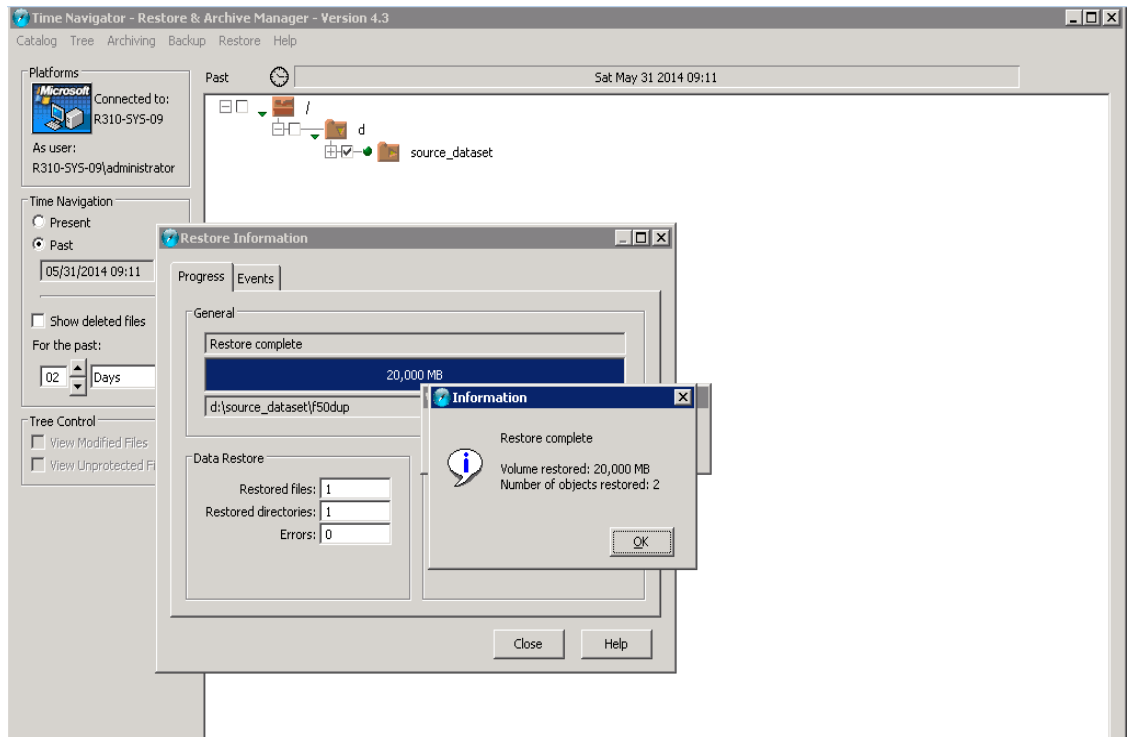 Time Navigator - Restore & Archive Manager - Version 4.3
Catalog Tree Archiving Backup Restore Help
Platforms
Microsoft
Connected to:
R310-SYS-09
As user:
R310-SYS-09\administrator
Past
Sat May 31 2014 09:11
/
d
source_dataset
Time Navigation
Present
Past
05/31/2014 09:11
Show deleted files
For the past:
02 Days
Tree Control
View Modified Files
View Unprotected Fi
Restore Information
Progress Events
General
Restore complete
20,000 MB
d:\source_dataset\f50dup
Data Restore
Restored files: 1
Restored directories: 1
Errors: 0
Close Help
Information
Restore complete
Volume restored: 20,000 MB
Number of objects restored: 2
OK